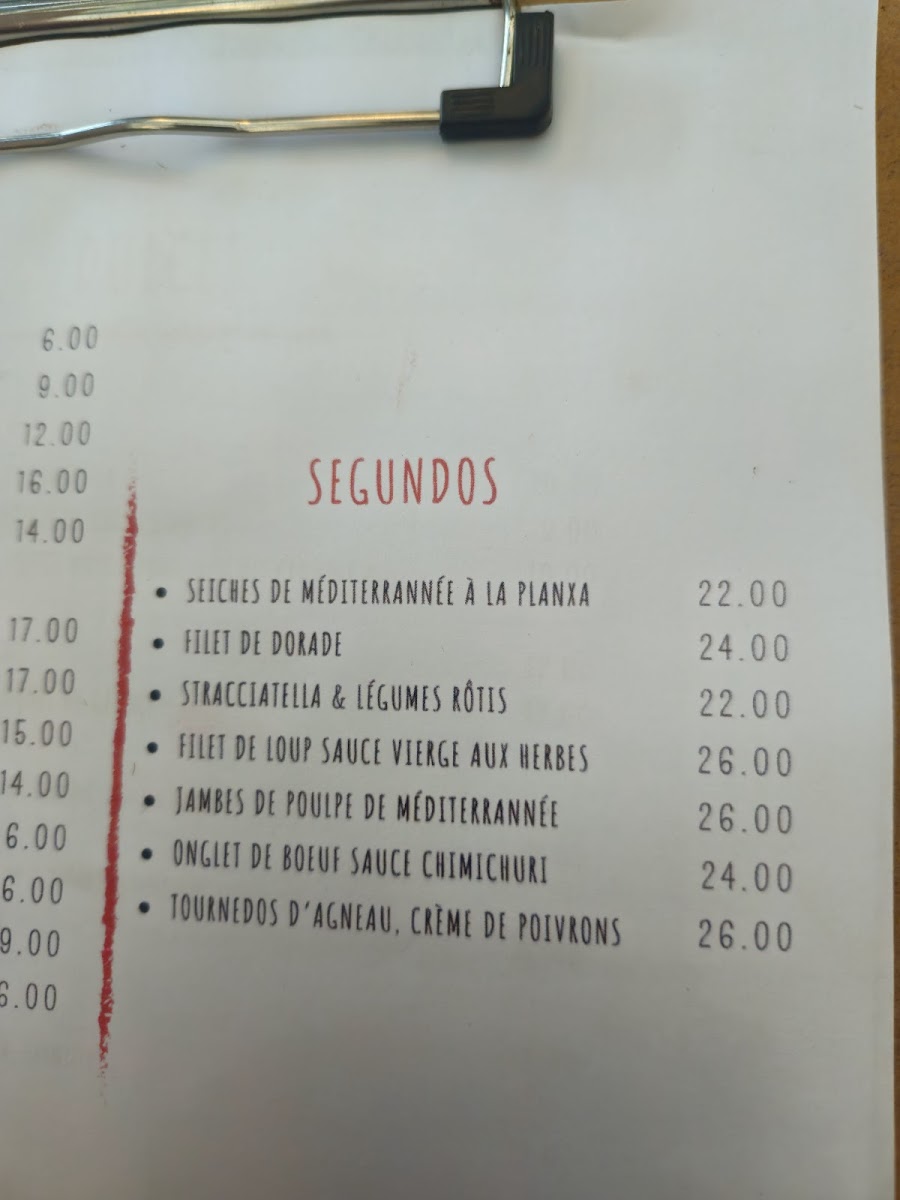 6.00
9.00
12.00
16.00
14.00
17.00
17.00
15.00
14.00
6.00
6.00
9.00
6.00
SEGUNDOS
• SEICHES DE MÉDITERRANNÉE À LA PLANXA 22.00
• FILET DE DORADE 24.00
• STRACCIATELLA & LÉGUMES RÔTIS 22.00
• FILET DE LOUP SAUCE VIERGE AUX HERBES 26.00
• JAMBES DE POULPE DE MÉDITERRANNÉE 26.00
• ONGLET DE BOEUF SAUCE CHIMICHURI 24.00
• TOURNEDOS D'AGNEAU, CRÈME DE POIVRONS 26.00